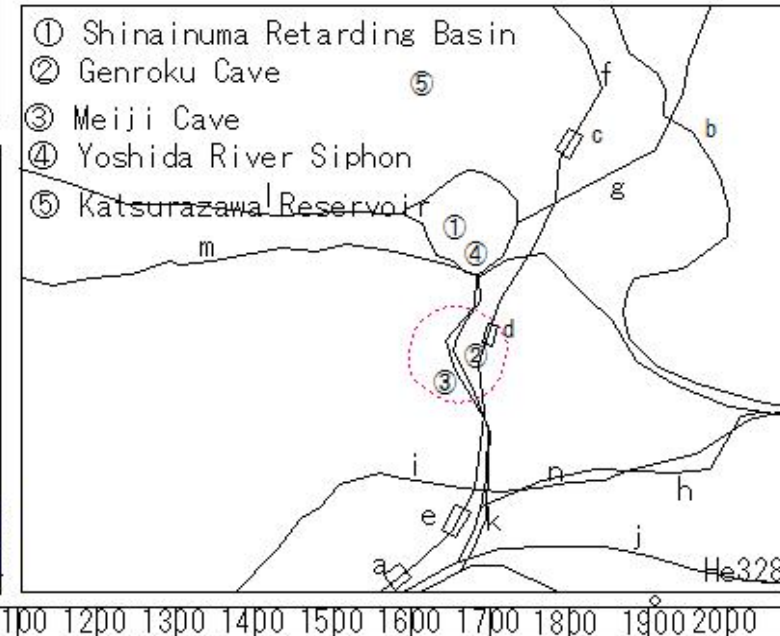 ① Shinainuma Retarding Basin
② Genroku Cave
③ Meiji Cave
④ Yoshida River Siphon
⑤ Katsurazawa Reservoir
⑤
f
c
b
g
l
①
m
④
d
②
③
i
n
h
e
k
j
a
He328
1100 1200 1300 1400 1500 1600 1700 1800 1900 2000